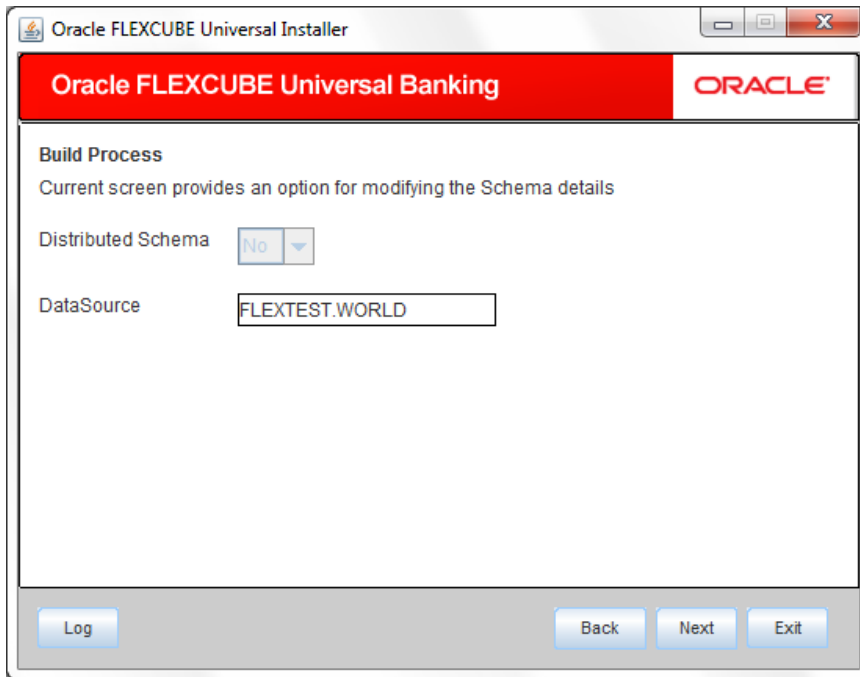 Oracle FLEXCUBE Universal Installer
Oracle FLEXCUBE Universal Banking
ORACLE
Build Process
Current screen provides an option for modifying the Schema details
Distributed Schema No
DataSource FLEXTEST.WORLD
Log Back Next Exit